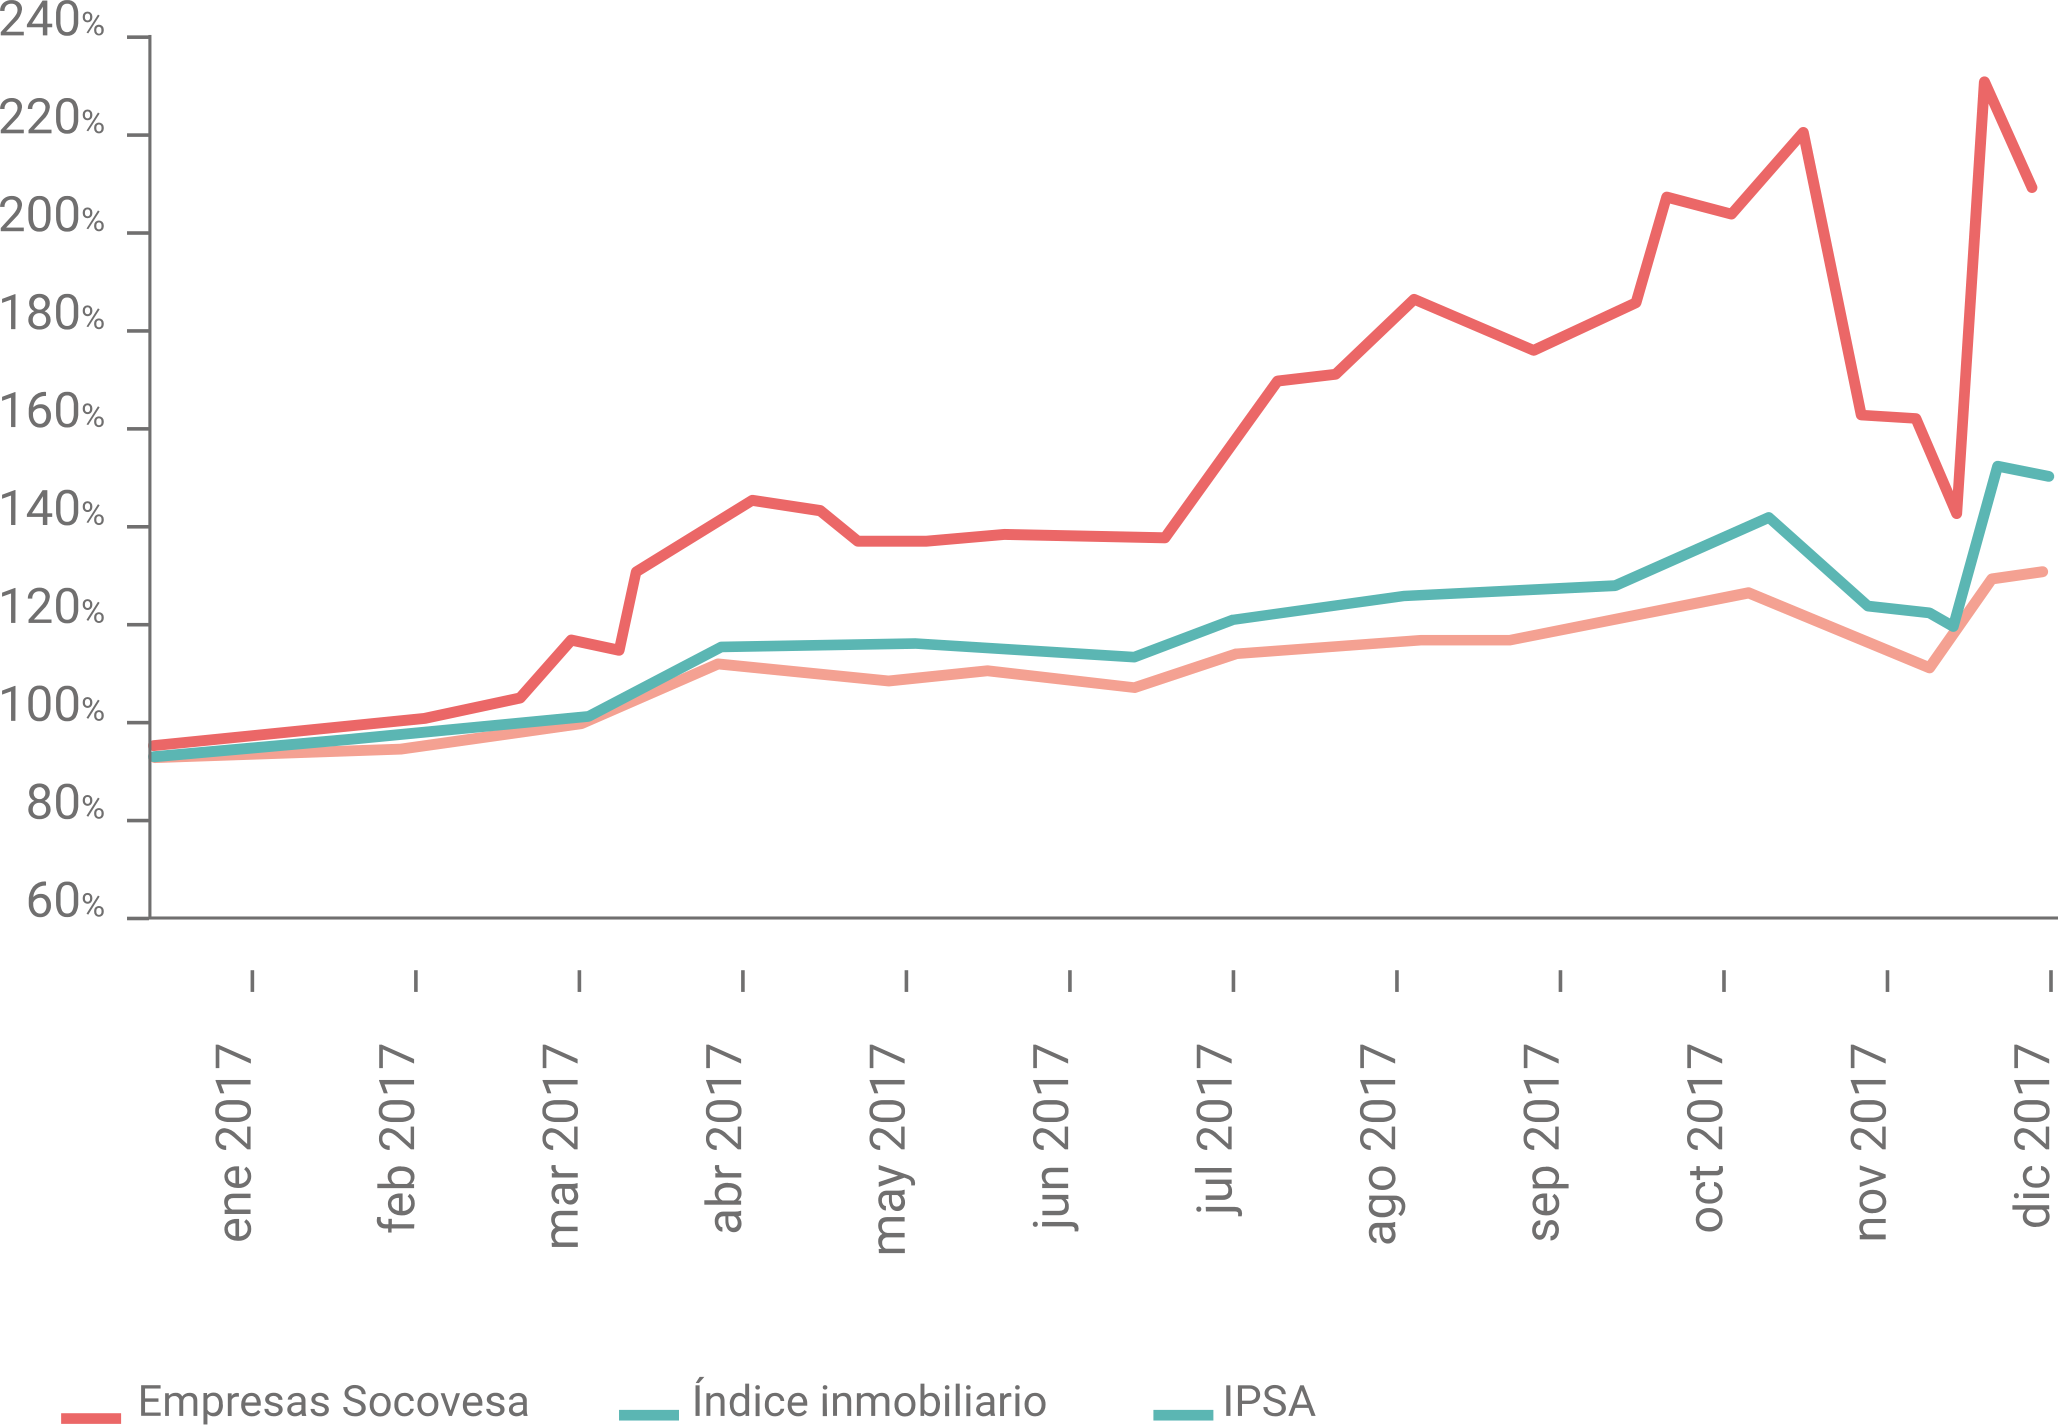 240%
220%
200%
180%
160%
140%
120%
100%
80%
60%
ene 2017
feb 2017
mar 2017
abr 2017
may 2017
jun 2017
jul 2017
ago 2017
sep 2017
oct 2017
nov 2017
dic 2017
Empresas Socovesa
Índice inmobiliario
IPSA